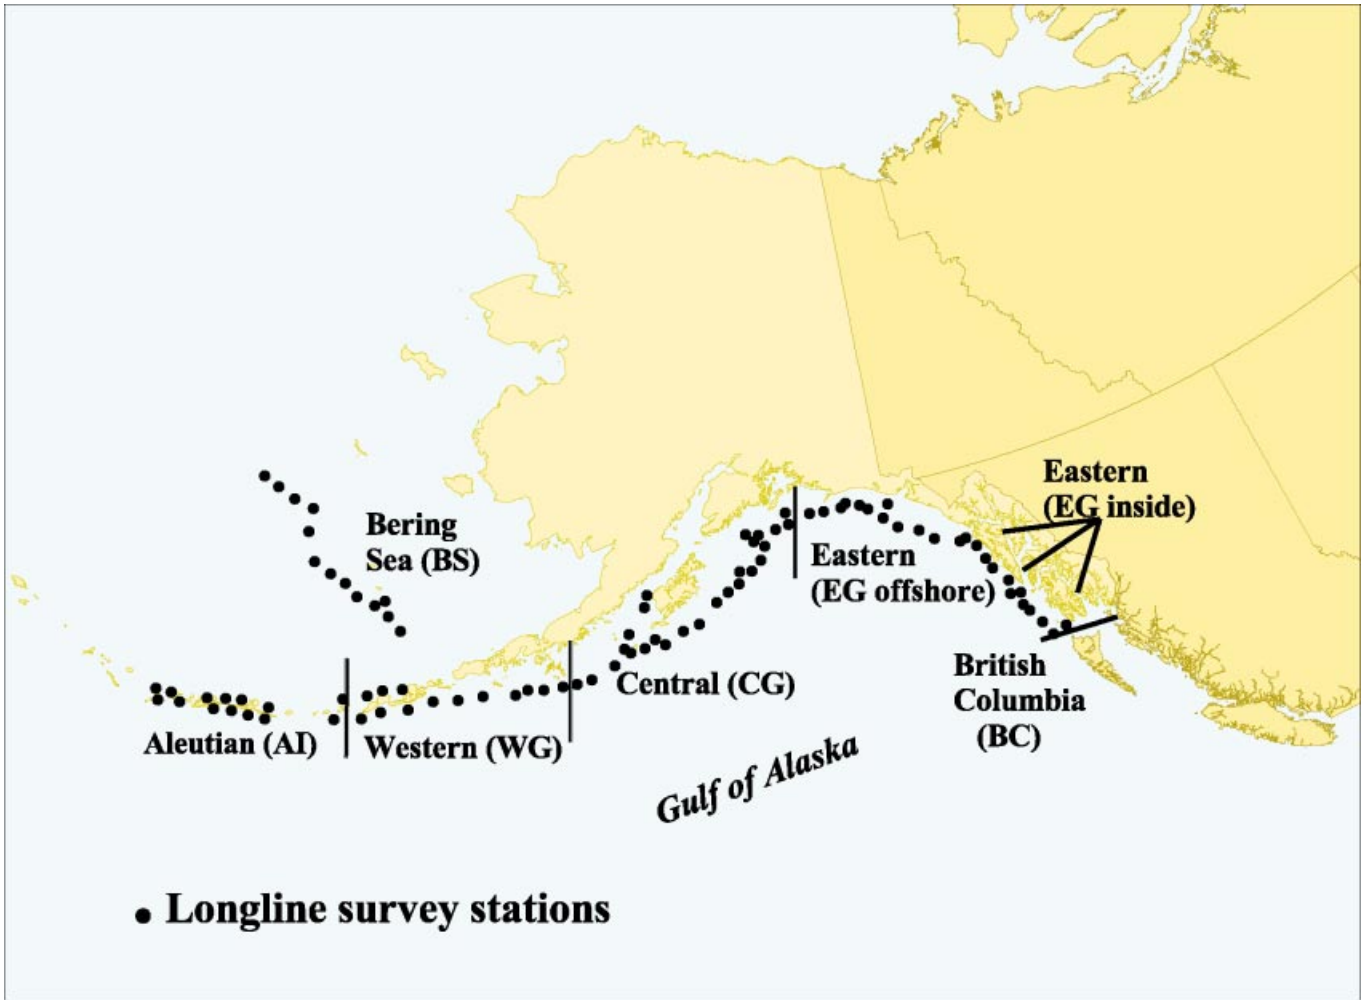 Eastern
(EG inside)
Bering
Sea (BS)
Eastern
(EG offshore)
British
Columbia
(BC)
Central (CG)
Aleutian (AI)
Western (WG)
Gulf of Alaska
Longline survey stations